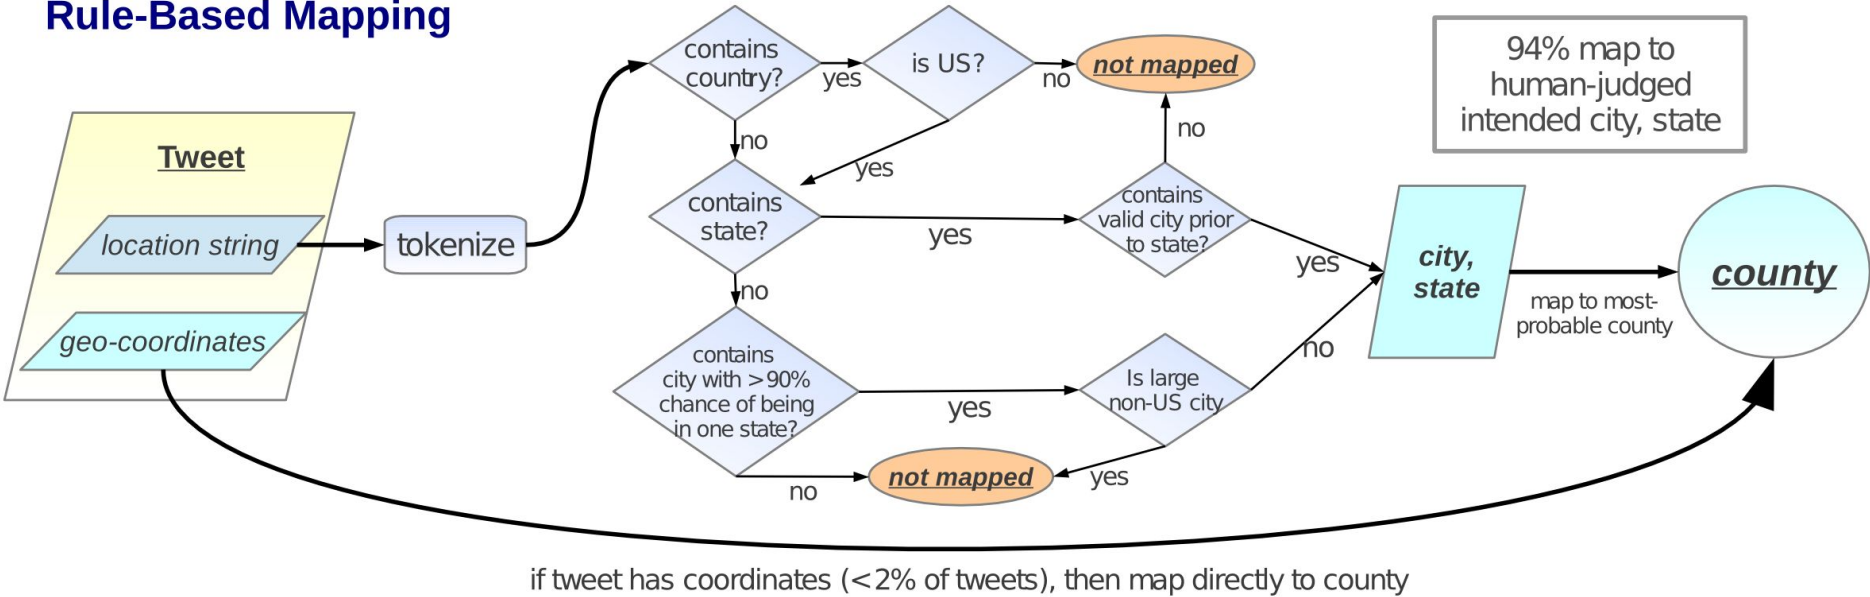 Rule-Based Mapping
Tweet
location string
geo-coordinates
tokenize
contains
country?
yes
is US?
no
not mapped
no
yes
no
contains
state?
yes
contains
valid city prior
to state?
yes
no
contains
city with >90%
chance of being
in one state?
yes
Is large
non-US city
no
no
not mapped
yes
94% map to
human-judged
intended city, state
city,
state
map to most-
probable county
county
if tweet has coordinates (<2% of tweets), then map directly to county